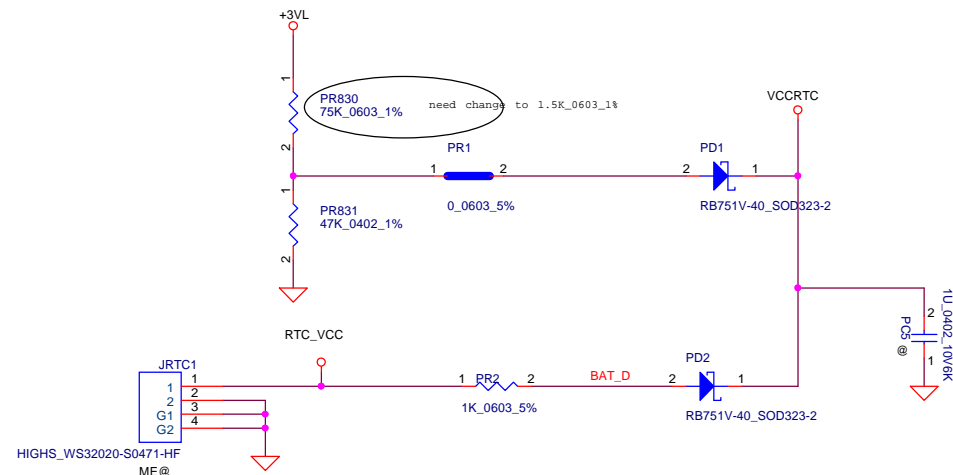 +3VL
1
PR830
75K_0603_1%
need change to 1.5K_0603_1%
2
VCCRTC
PR1
1
2
0_0603_5%
PD1
2
1
RB751V-40_SOD323-2
1
PR831
47K_0402_1%
2
RTC_VCC
JRTC1
1
2
3
4
1
2
G1
G2
HIGHS_WS32020-S0471-HF
ME@
1
PR2
2
1K_0603_5%
BAT_D
PD2
2
1
RB751V-40_SOD323-2
2
1
PC5
@
1U_0402_10V6K